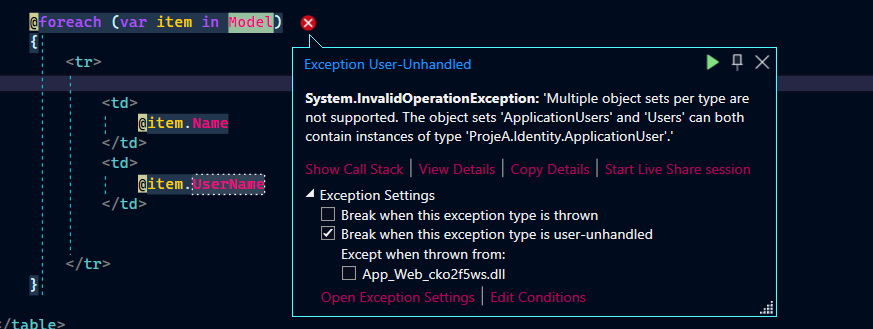 @foreach (var item in Model)
{
<tr>
<td>
@item.Name
</td>
<td>
@item.UserName
</td>
</tr>
}
</table>
Exception User-Unhandled
System.InvalidOperationException: 'Multiple object sets per type are
not supported. The object sets 'ApplicationUsers' and 'Users' can both
contain instances of type 'ProjeA.Identity.ApplicationUser'.'
Show Call Stack | View Details | Copy Details | Start Live Share session
Exception Settings
Break when this exception type is thrown
Break when this exception type is user-unhandled
Except when thrown from:
App_Web_cko2f5ws.dll
Open Exception Settings | Edit Conditions